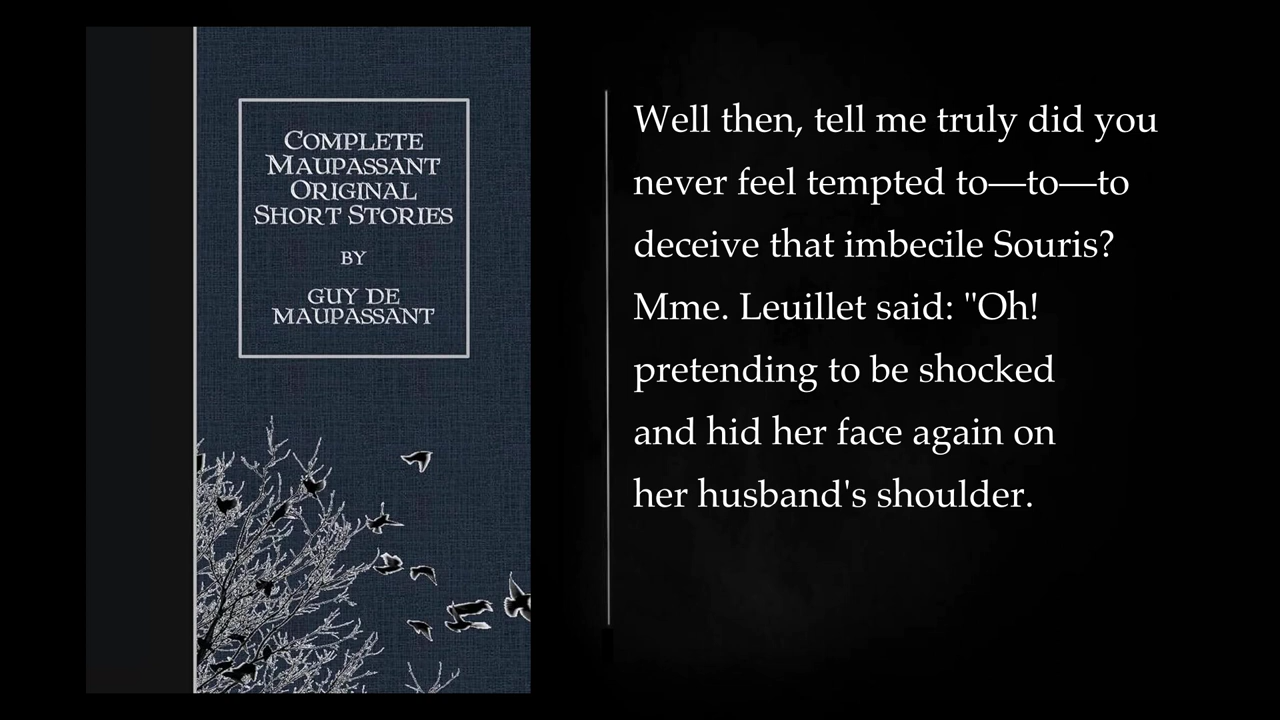 COMPLETE
MAUPASSANT
ORIGINAL
SHORT STORIES
BY
GUY DE
MAUPASSANT
Well then, tell me truly did you
never feel tempted to—to—to
deceive that imbecile Souris?
Mme. Leuillet said: "Oh!
pretending to be shocked
and hid her face again on
her husband's shoulder.